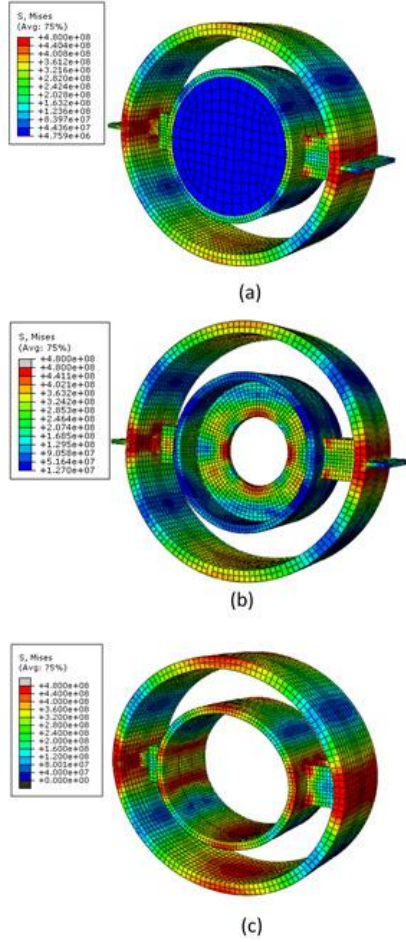 S, Mises
(Avg: 75%)
+4.800e+08
+4.404e+08
+4.008e+08
+3.612e+08
+3.216e+08
+2.820e+08
+2.424e+08
+2.028e+08
+1.632e+08
+1.236e+08
+8.397e+07
+4.436e+07
+4.759e+06
(a)
S, Mises
(Avg: 75%)
+4.800e+08
+4.800e+08
+4.411e+08
+4.021e+08
+3.632e+08
+3.242e+08
+2.853e+08
+2.464e+08
+2.074e+08
+1.685e+08
+1.295e+08
+9.058e+07
+5.164e+07
+1.270e+07
(b)
S, Mises
(Avg: 75%)
+4.800e+08
+4.400e+08
+4.000e+08
+3.600e+08
+3.200e+08
+2.800e+08
+2.400e+08
+2.000e+08
+1.600e+08
+1.200e+08
+8.001e+07
+4.000e+07
+0.000e+00
(c)